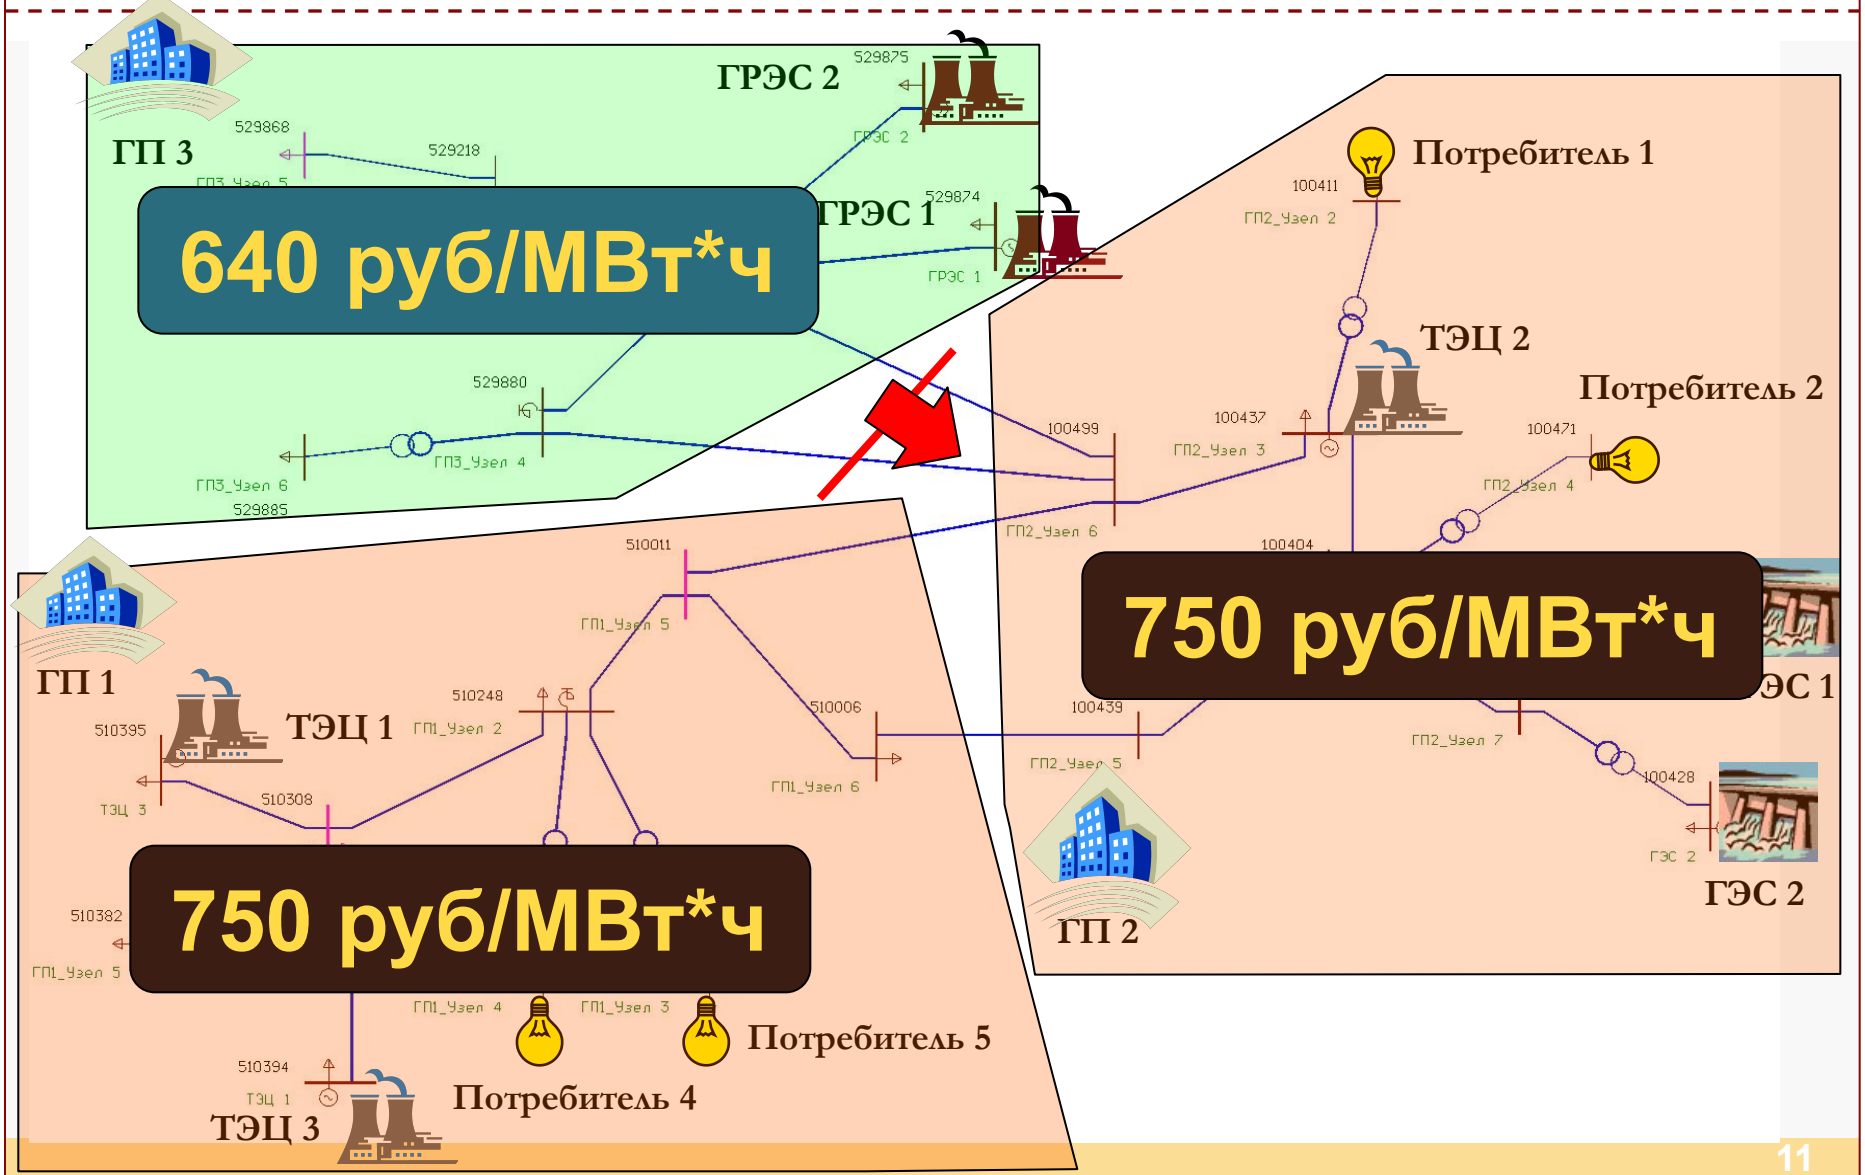 529875
ГРЭС 2
ГРЭС 2
529868
529218
ГП 3
ГП3_Узел 5
640 руб/МВт*ч
ГРЭС 1
529874
ГРЭС 1
529880
ГП3_Узел 4
ГП3_Узел 6
529885
Потребитель 1
100411
ГП2_Узел 2
ТЭЦ 2
Потребитель 2
100437
ГП2_Узел 3
100499
100471
ГП2_Узел 4
ГП2_Узел 6
100404
750 руб/МВт*ч
ЭС 1
510011
ГП1_Узел 5
ГП 1
510248
ГП1_Узел 2
510395
ТЭЦ 1
ТЭЦ 3
510308
510006
ГП1_Узел 6
100439
ГП2_Узел 5
ГП2_Узел 7
100428
ГЭС 2
ГЭС 2
ГП 2
750 руб/МВт*ч
510382
ГП1_Узел 5
ГП1_Узел 4
ГП1_Узел 3
Потребитель 5
510394
ТЭЦ 1
ТЭЦ 3
Потребитель 4
11